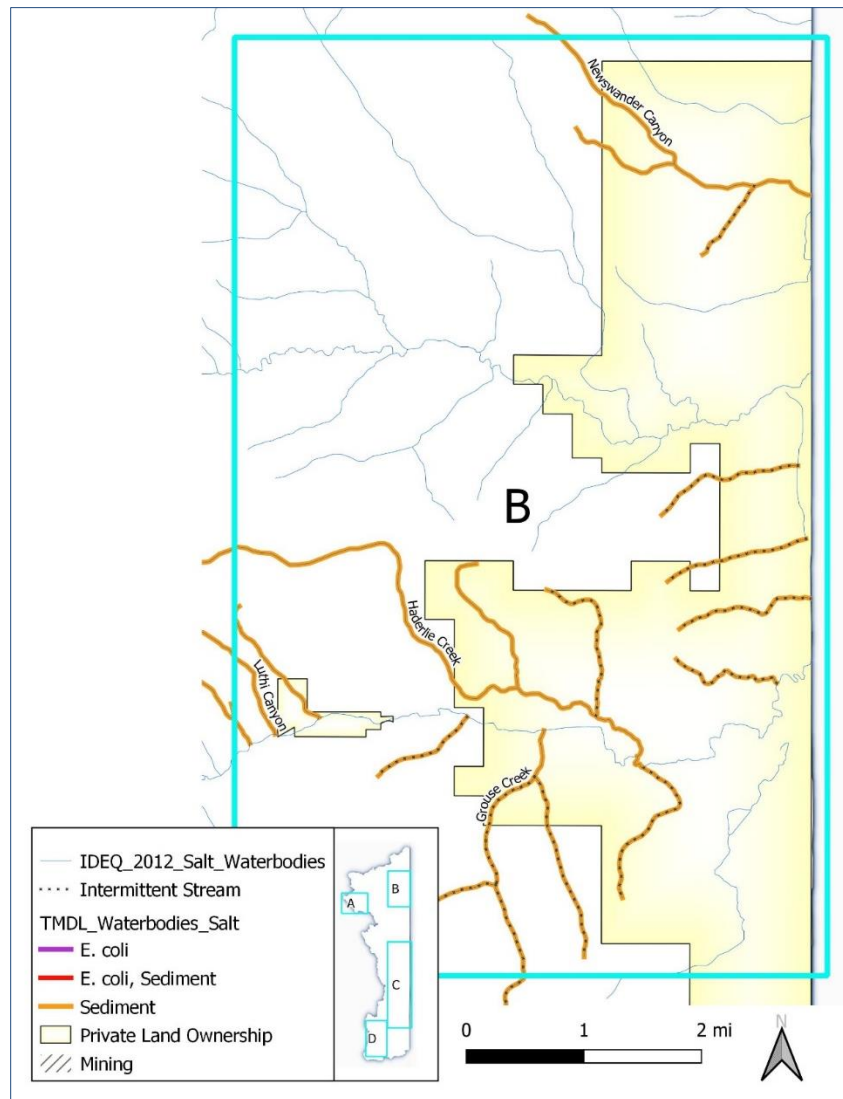 Newswander Canyon
B
Haderlie Creek
Luthi Canyon
Grouse Creek
IDEQ_2012_Salt_Waterbodies
Intermittent Stream
TMDL_Waterbodies_Salt
E. coli
E. coli, Sediment
Sediment
Private Land Ownership
Mining
A
B
C
D
0 1 2 mi
N